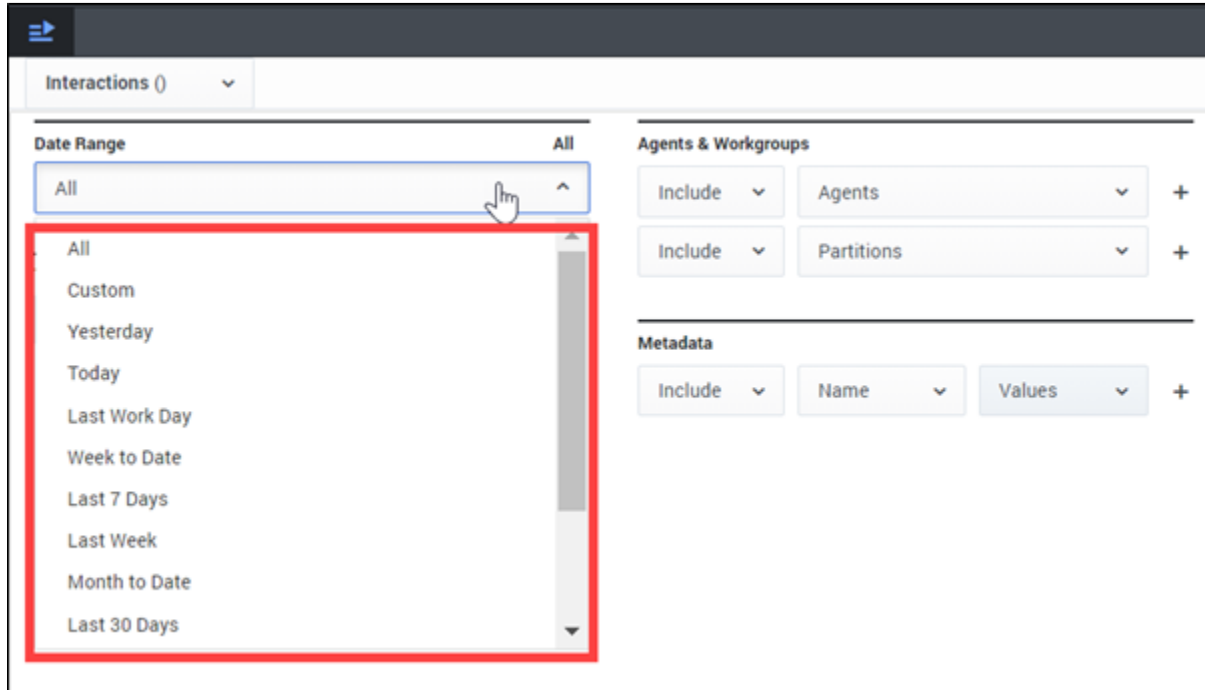 Interactions ()
Date Range All
All
All
Custom
Yesterday
Today
Last Work Day
Week to Date
Last 7 Days
Last Week
Month to Date
Last 30 Days
Agents & Workgroups
Include Agents +
Include Partitions +
Metadata
Include Name Values +